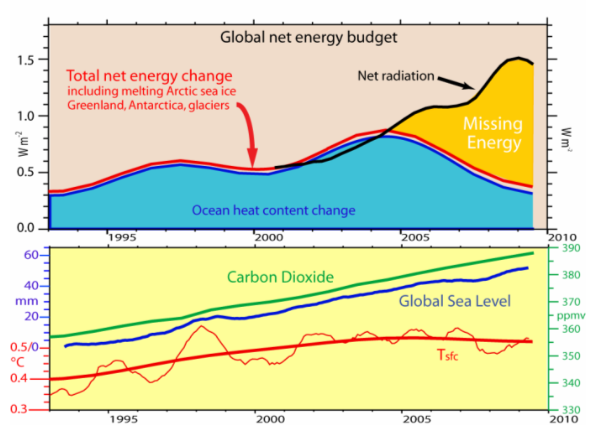 Global net energy budget
1.5
Total net energy change
including melting Arctic sea ice
Greenland, Antarctica, glaciers
Net radiation
1.0
Missing
Energy
W m-2
W m-2
0.5
Ocean heat content change
0.0
1995
2000
2005
2010
60
390
Carbon Dioxide
380
40
mm
Global Sea Level
370
ppmv
20
360
0.5/0
°C
Tsfc
350
0.4
340
0.3
330
1995
2000
2005
2010